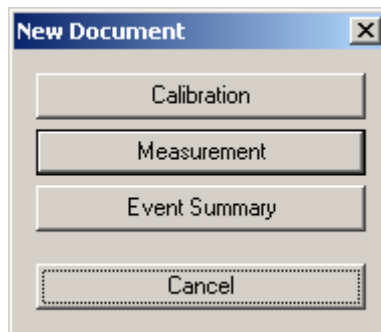 New Document
Calibration
Measurement
Event Summary
Cancel